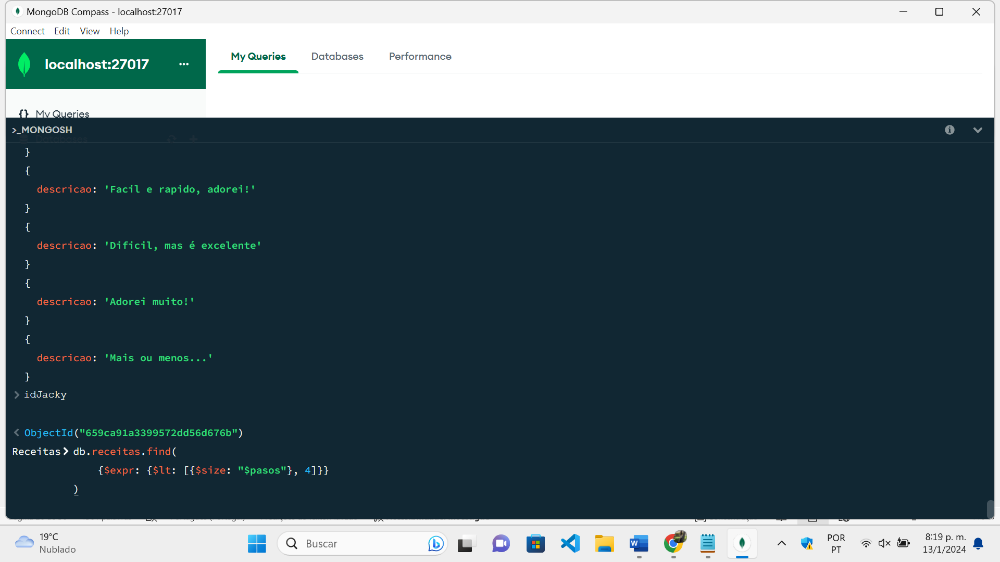 MongoDB Compass - localhost:27017
Connect Edit View Help
localhost:27017 ...
My Queries Databases Performance
{} My Queries
>_MONGOSH
Databases
}
{
descricao: 'Facil e rapido, adorei!'
}
{
descricao: 'Dificil, mas é excelente'
}
{
descricao: 'Adorei muito!'
}
{
descricao: 'Mais ou menos...'
}
> idJacky
< ObjectId("659ca91a3399572dd56d676b")
Receitas> db.receitas.find(
{$expr: {$lt: [{$size: "$pasos"}, 4]}}
)
19°C
Nublado
Buscar
POR
PT
8:19 p. m.
13/1/2024